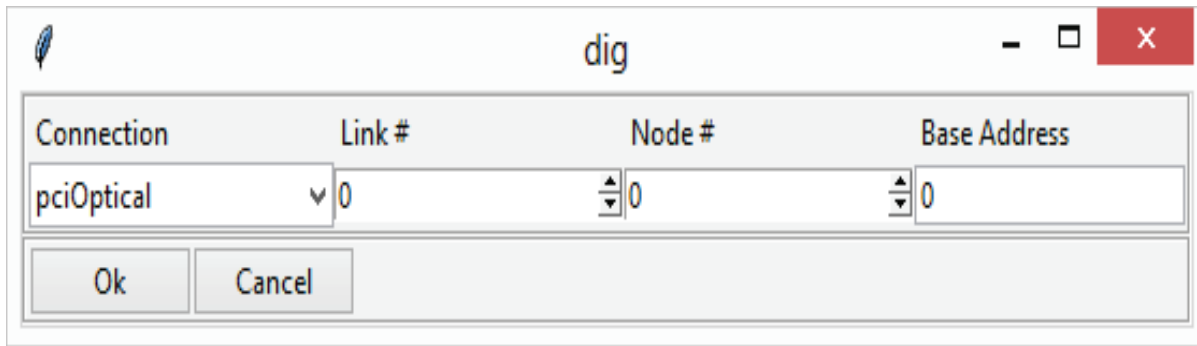 dig
Connection Link # Node # Base Address
pciOptical 0 0 0
Ok Cancel